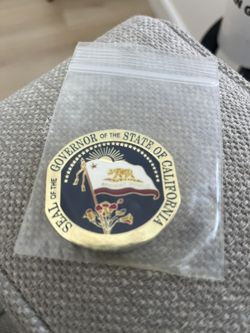 SEAL OF THE GOVERNOR OF THE STATE OF CALIFORNIA